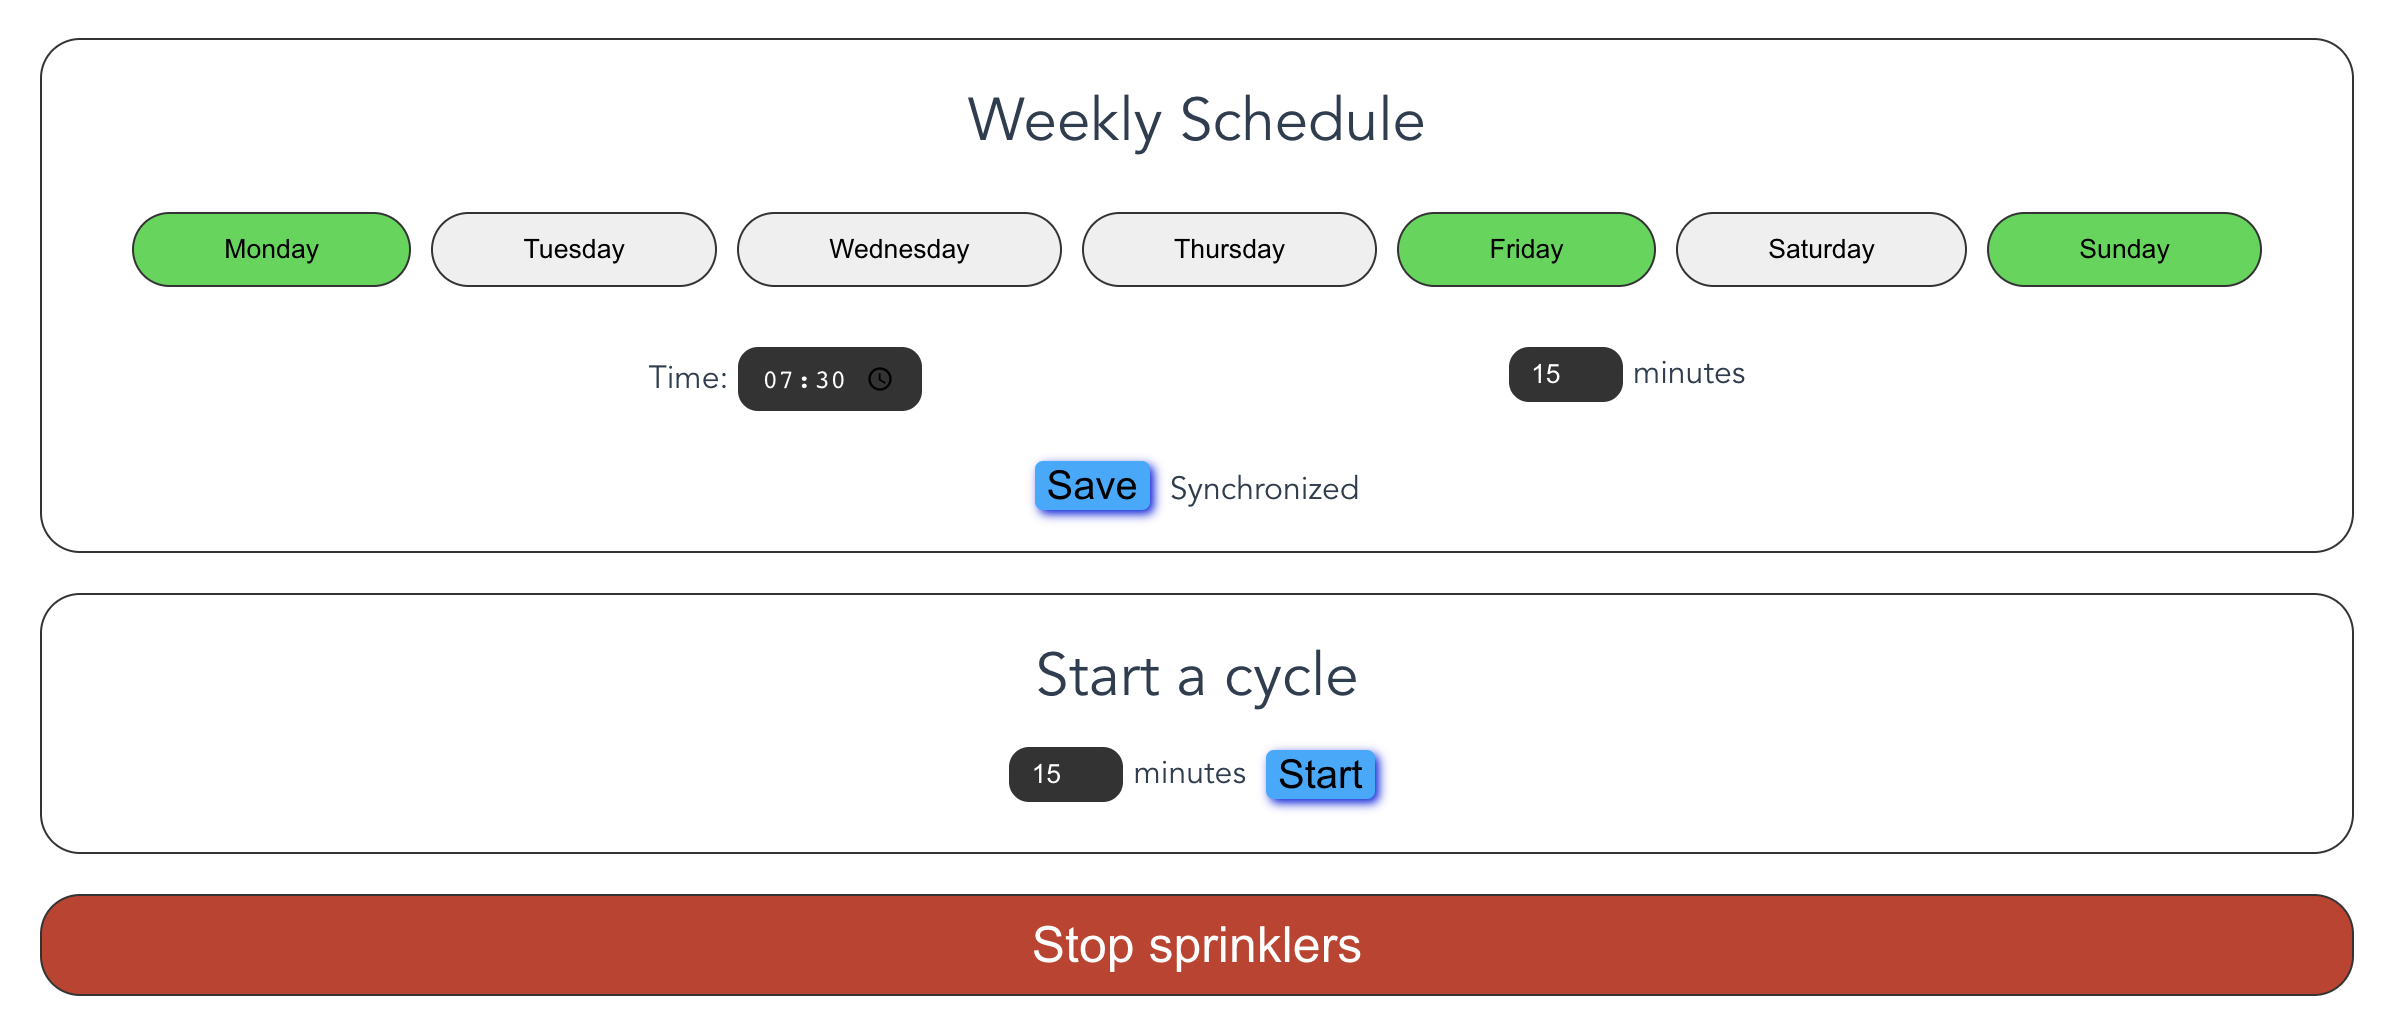 Weekly Schedule
Monday Tuesday Wednesday Thursday Friday Saturday Sunday
Time: 07:30 15 minutes
Save Synchronized
Start a cycle
15 minutes Start
Stop sprinklers